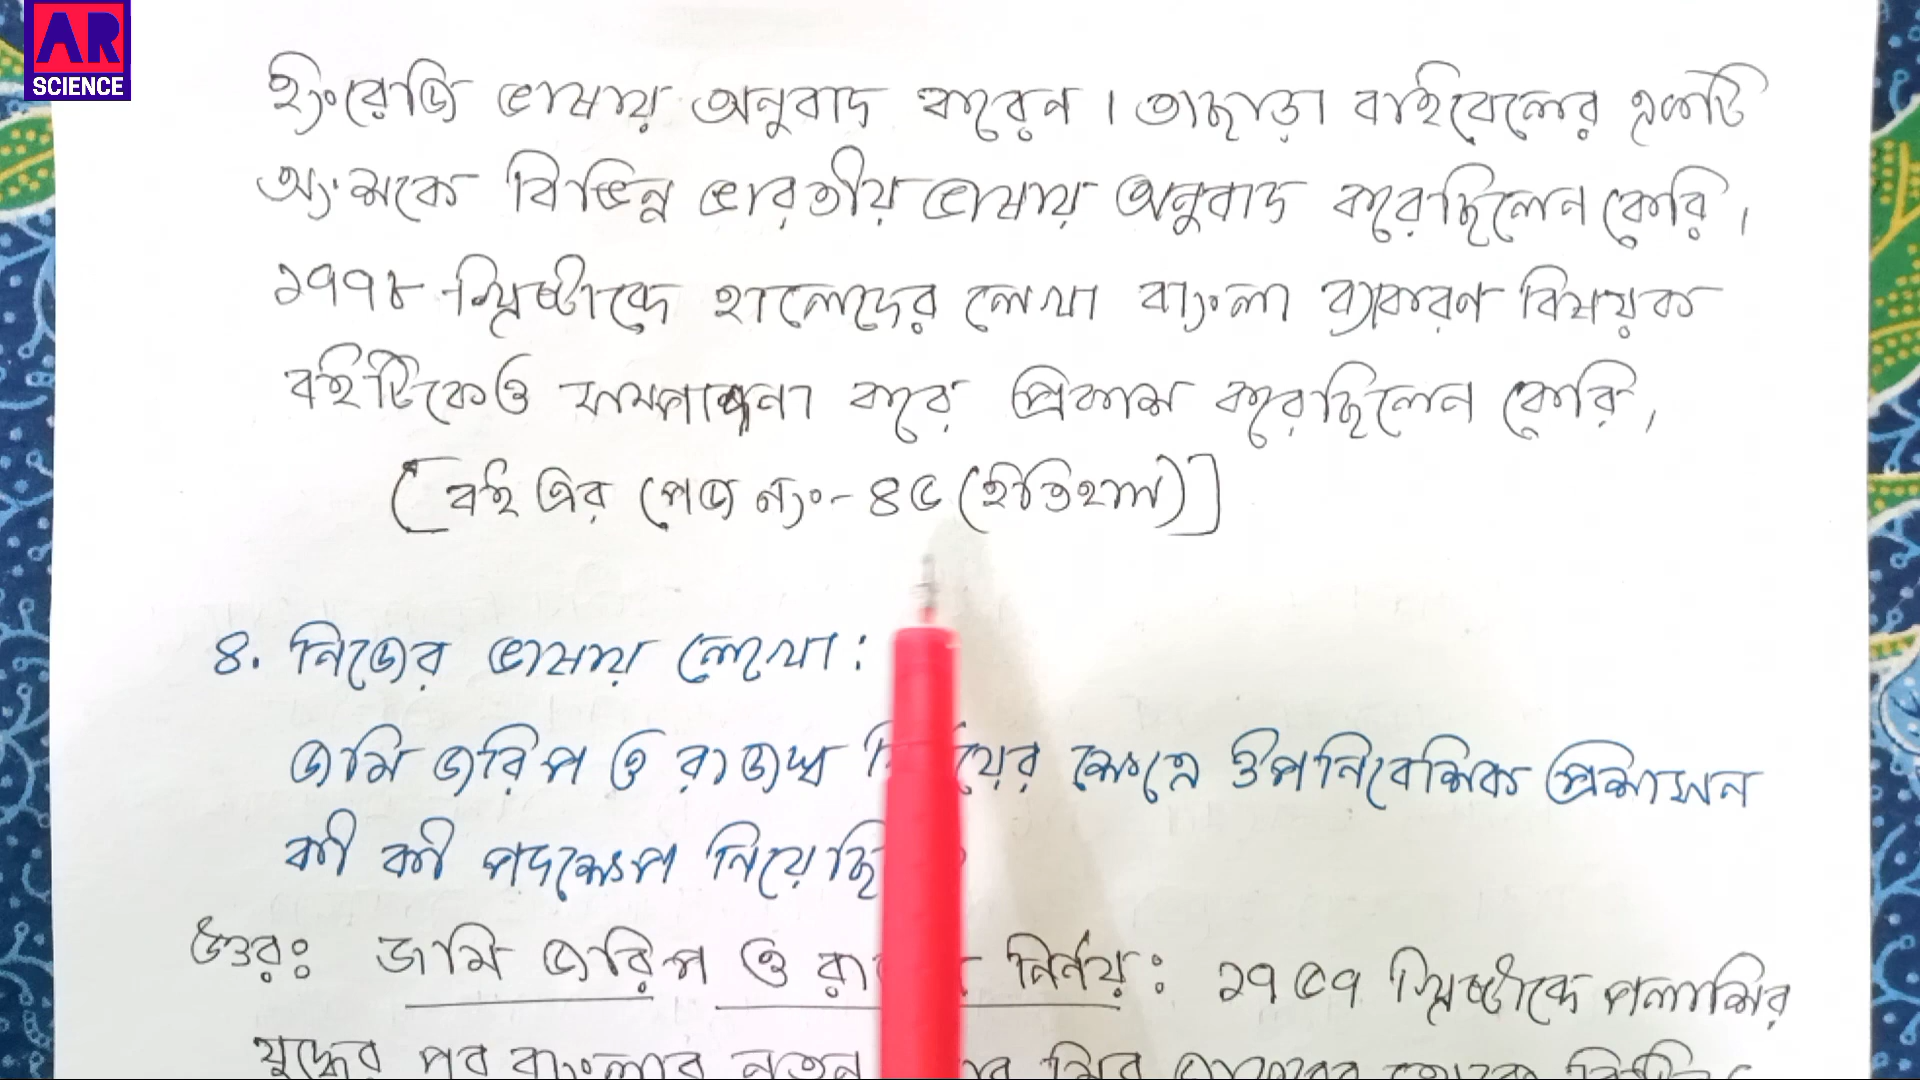 AR
SCIENCE
ইংরেজি ভাষায় অনুবাদ করেন। তাছাড়া বাইবেলের একটি
অংশকে বিভিন্ন ভারতীয় ভাষায় অনুবাদ করেছিলেন কেরি।
১৭৭৮ খ্রিষ্টাব্দে হালেদের লেখা বাংলা ব্যাকরণ বিষয়ক
বইটিকেও সম্পাদনা করে প্রকাশ করেছিলেন কেরি।
[বই এর পেজ নং- ৪৫ (ইতিহাস)]
৪. নিজের ভাষায় লেখো:
জমি জরিপ ও রাজস্ব র ক্ষেত্রে ঔপনিবেশিক প্রশাসন
কী কী পদক্ষেপ নিয়েছি
উত্তরঃ জমি জরিপ ও রা নির্ণয়: ১৭৫৭ খ্রিষ্টাব্দে পলাশির
যুদ্ধের পর বাংলার নতুন মির